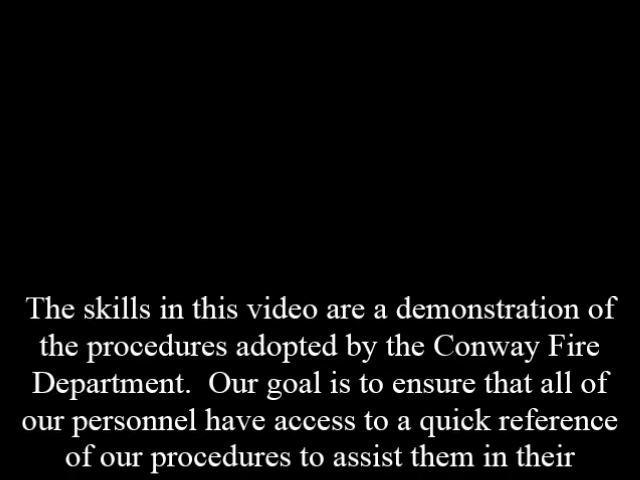 The skills in this video are a demonstration of
the procedures adopted by the Conway Fire
Department.  Our goal is to ensure that all of
our personnel have access to a quick reference
of our procedures to assist them in their